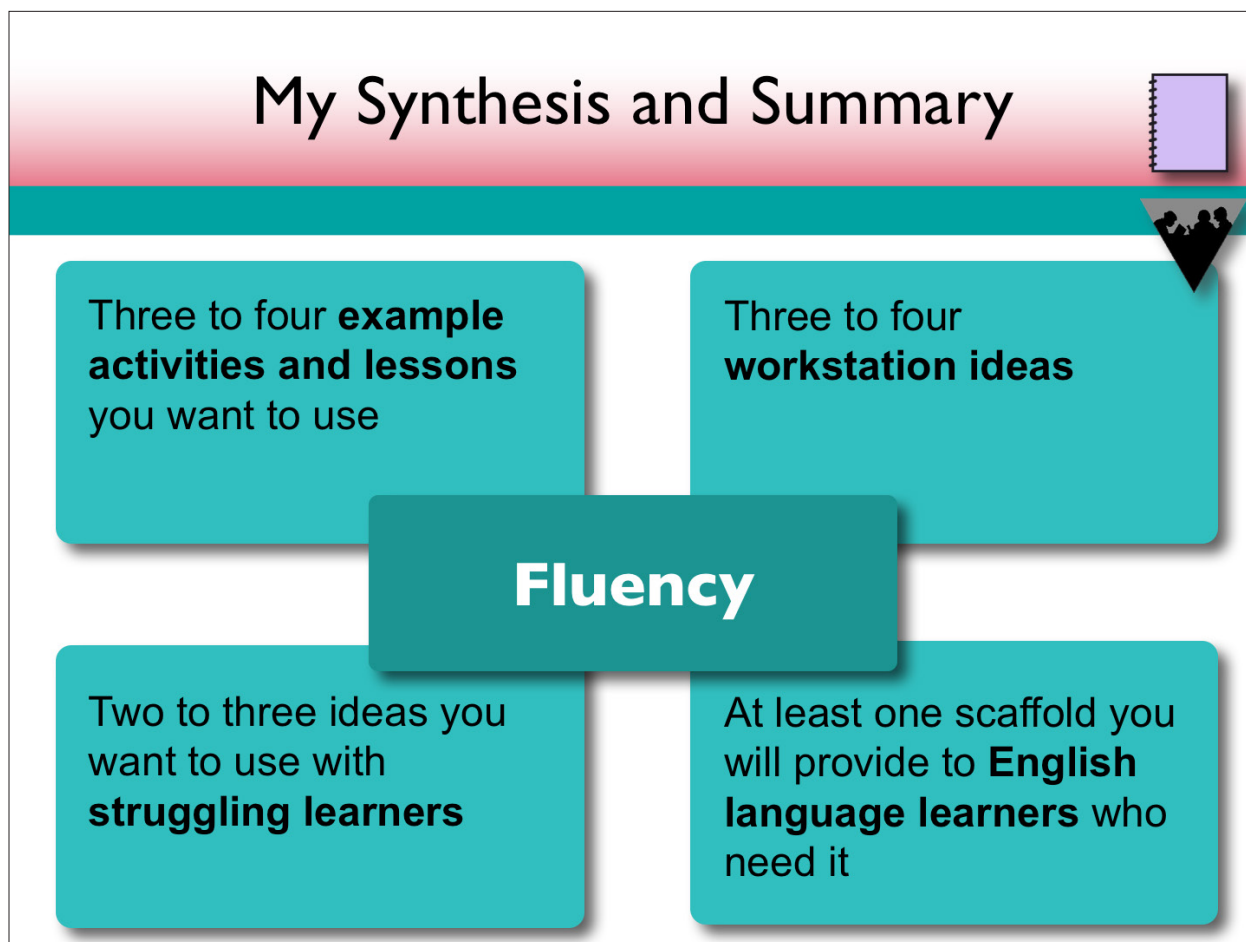 My Synthesis and Summary
Three to four example
activities and lessons
you want to use
Three to four
workstation ideas
Fluency
Two to three ideas you
want to use with
struggling learners
At least one scaffold you
will provide to English
language learners who
need it